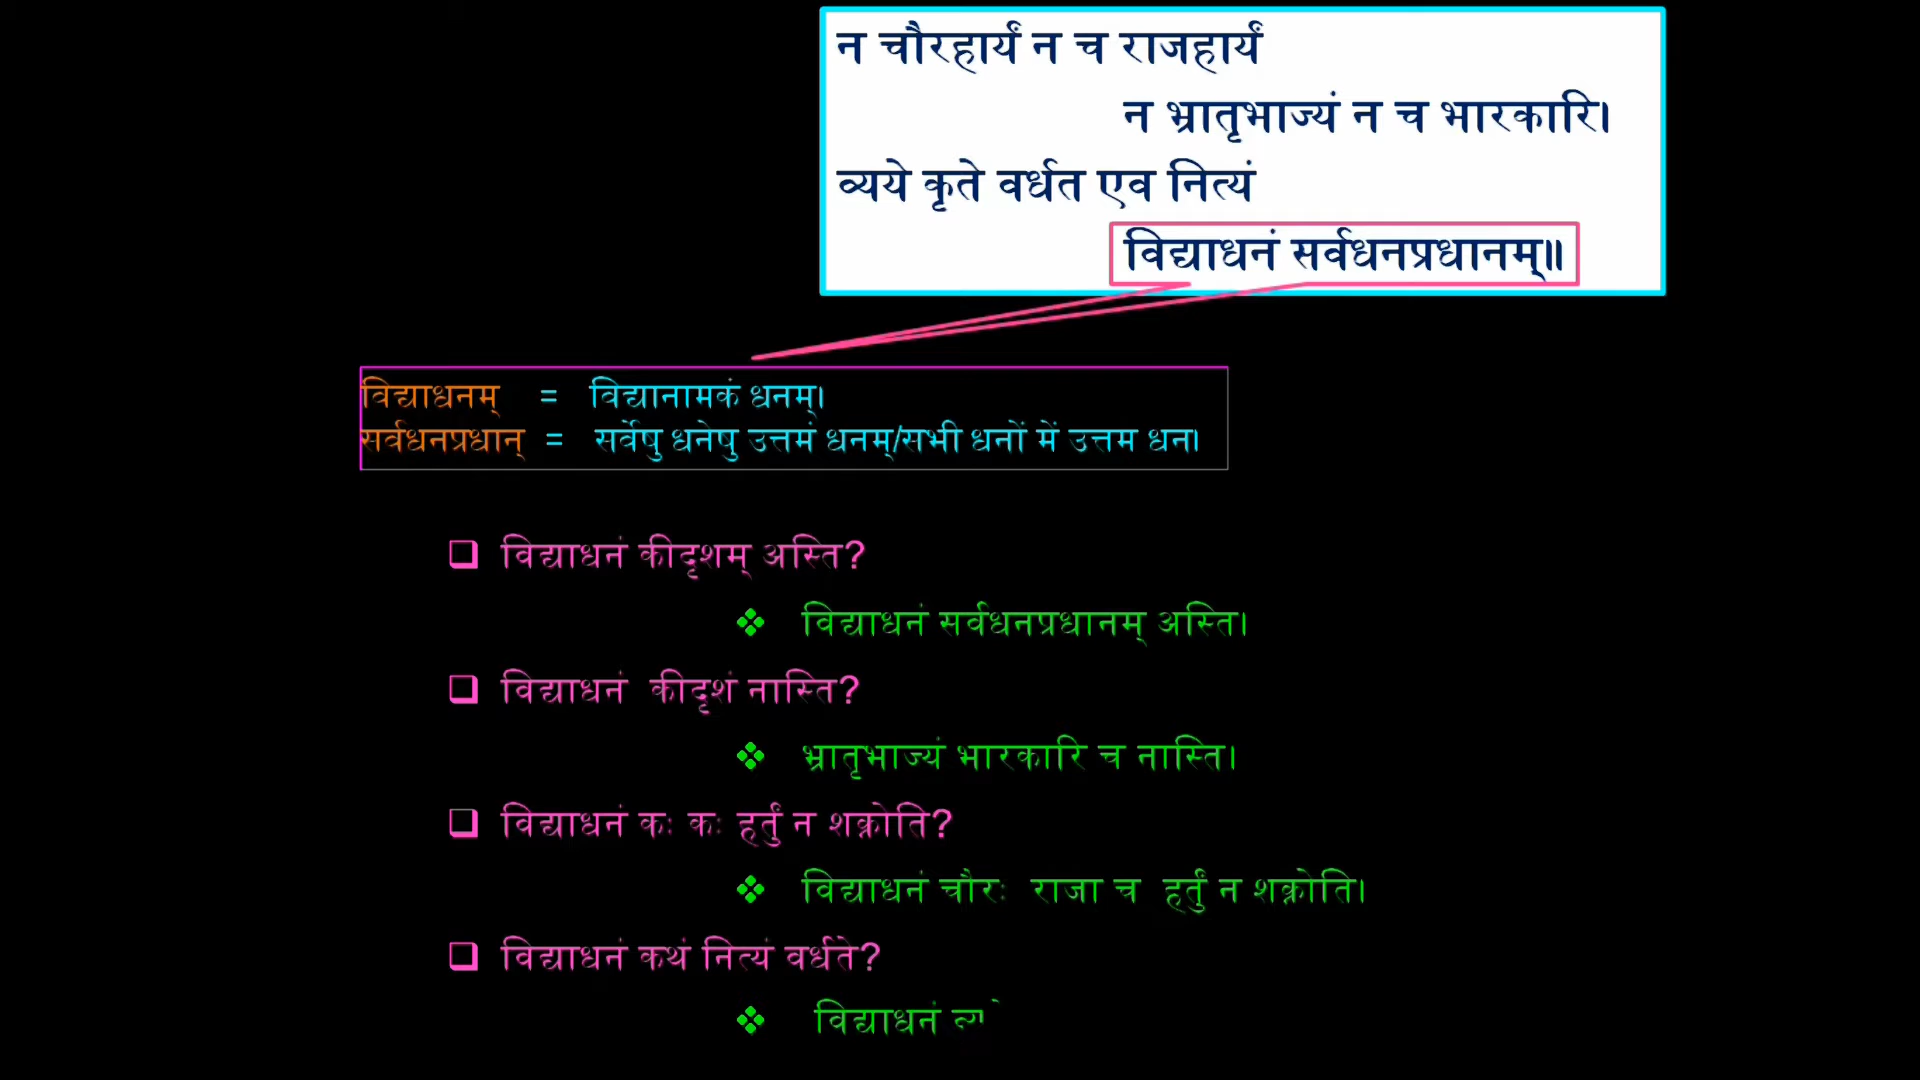 न चौरहार्यं न च राजहार्यं
न भ्रातृभाज्यं न च भारकारि।
व्यये कृते वर्धत एव नित्यं
विद्याधनं सर्वधनप्रधानम्॥
विद्याधनम् = विद्यानामकं धनम्।
सर्वधनप्रधान् = सर्वेषु धनेषु उत्तमं धनम्/सभी धनों में उत्तम धन।
विद्याधनं कीदृशम् अस्ति?
विद्याधनं सर्वधनप्रधानम् अस्ति।
विद्याधनं कीदृशं नास्ति?
भ्रातृभाज्यं भारकारि च नास्ति।
विद्याधनं कः कः हर्तुं न शक्नोति?
विद्याधनं चौरः राजा च हर्तुं न शक्नोति।
विद्याधनं कथं नित्यं वर्धते?
विद्याधनं